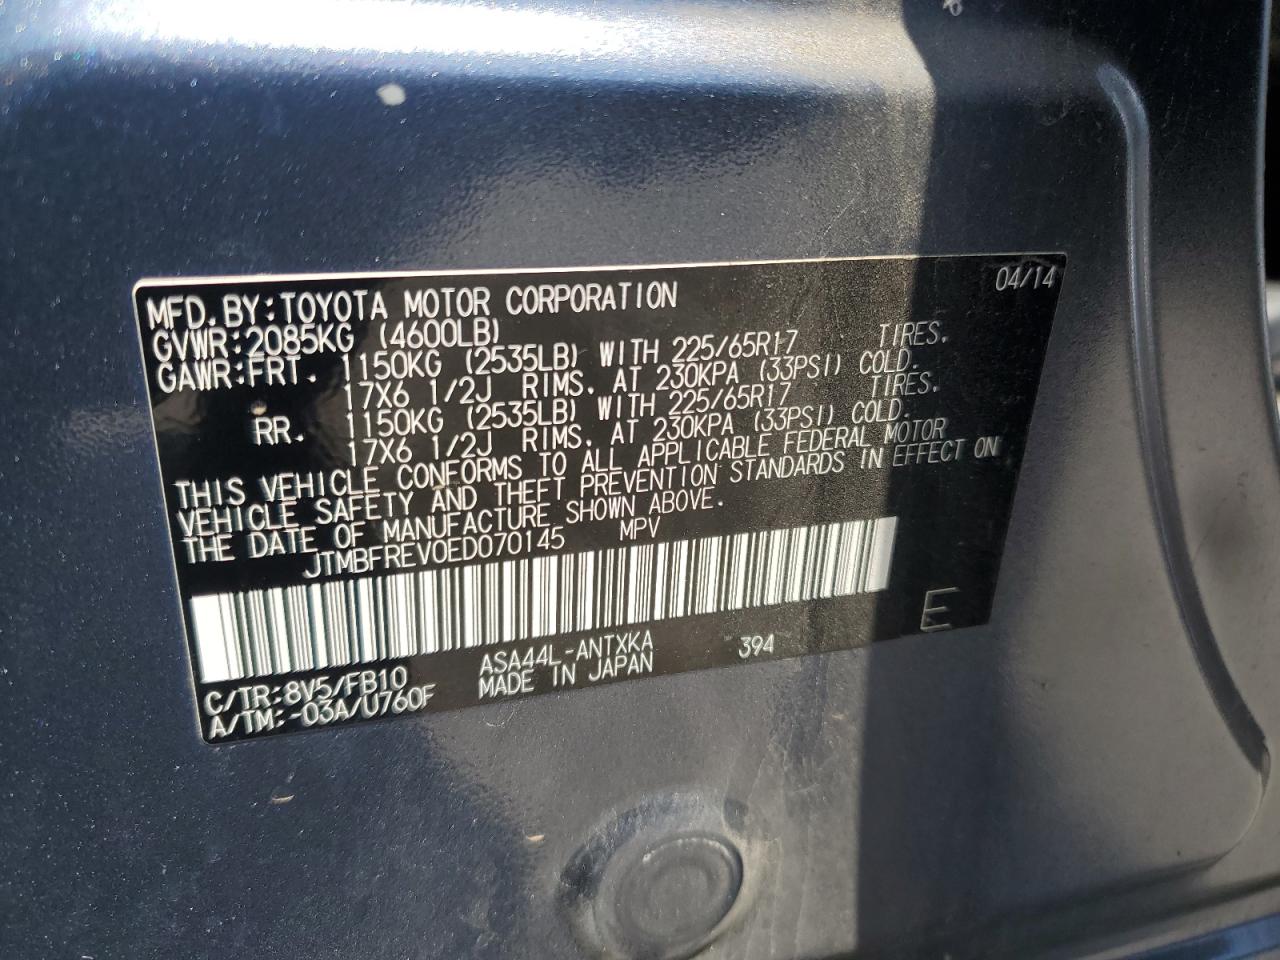 MFD. BY: TOYOTA MOTOR CORPORATION 04/14
GVWR: 2085KG (4600LB)
GAWR: FRT. 1150KG (2535LB) WITH 225/65R17 TIRES.
17X6 1/2J RIMS. AT 230KPA (33PSI) COLD.
RR. 1150KG (2535LB) WITH 225/65R17 TIRES.
17X6 1/2J RIMS. AT 230KPA (33PSI) COLD.
THIS VEHICLE CONFORMS TO ALL APPLICABLE FEDERAL MOTOR
VEHICLE SAFETY AND THEFT PREVENTION STANDARDS IN EFFECT ON
THE DATE OF MANUFACTURE SHOWN ABOVE.
JTMBFREV0ED070145 MPV
E
C/TR: 8V5/FB10 ASA44L-ANTXKA 394
A/TM: -03A/U760F MADE IN JAPAN